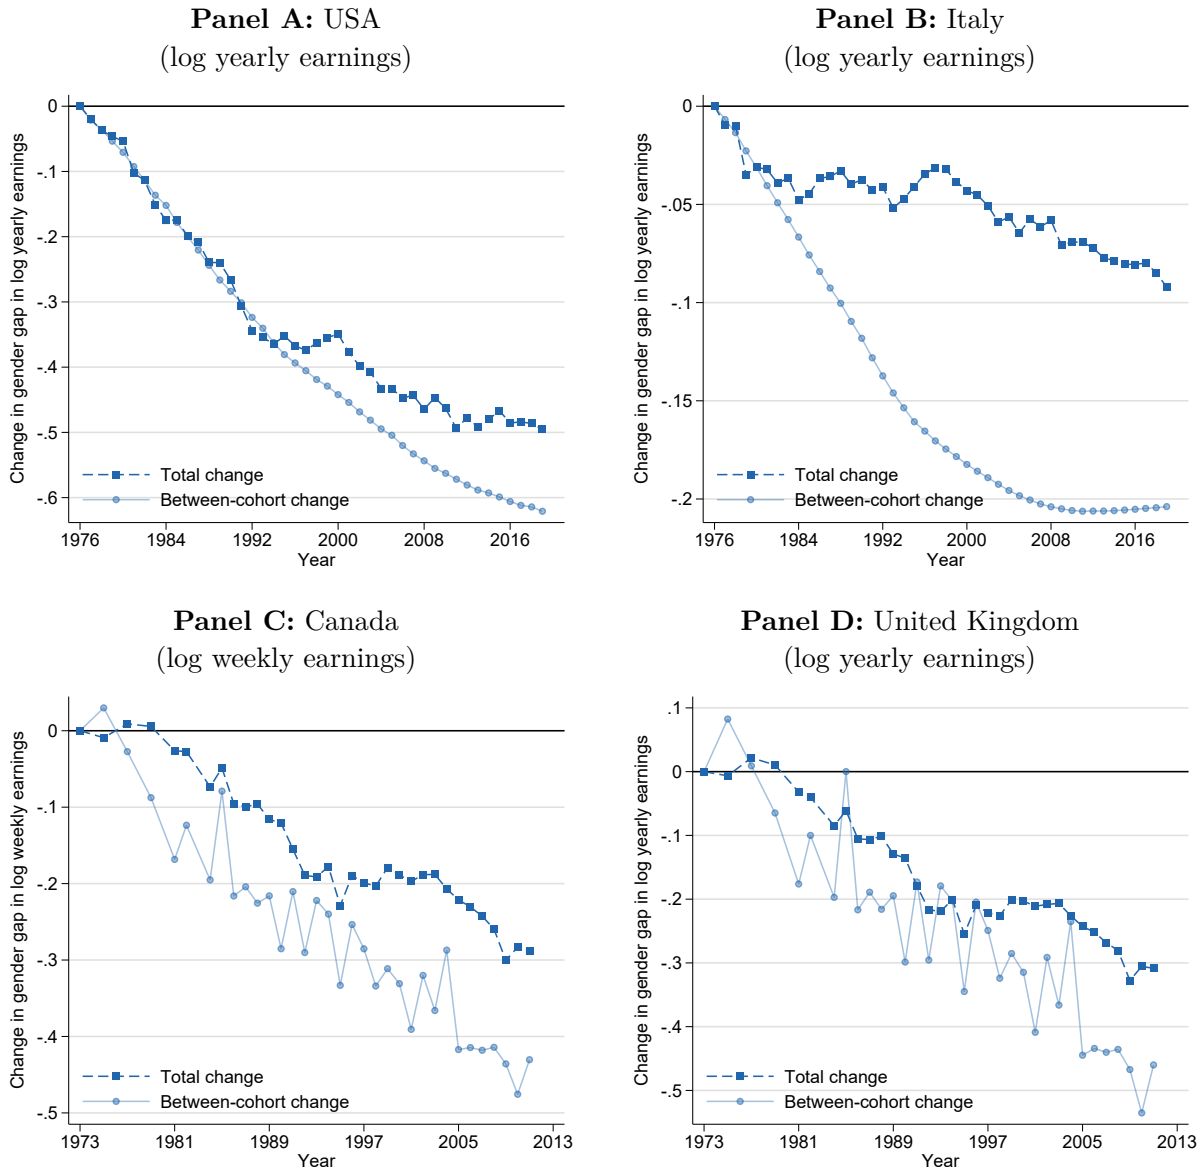 Panel A: USA
(log yearly earnings)
Change in gender gap in log yearly earnings
0
-.1
-.2
-.3
-.4
-.5
-.6
Total change
Between-cohort change
1976 1984 1992 2000 2008 2016
Year
Panel B: Italy
(log yearly earnings)
Change in gender gap in log yearly earnings
0
-.05
-.1
-.15
-.2
Total change
Between-cohort change
1976 1984 1992 2000 2008 2016
Year
Panel C: Canada
(log weekly earnings)
Change in gender gap in log weekly earnings
0
-.1
-.2
-.3
-.4
-.5
Total change
Between-cohort change
1973 1981 1989 1997 2005 2013
Year
Panel D: United Kingdom
(log yearly earnings)
Change in gender gap in log yearly earnings
.1
0
-.1
-.2
-.3
-.4
-.5
Total change
Between-cohort change
1973 1981 1989 1997 2005 2013
Year